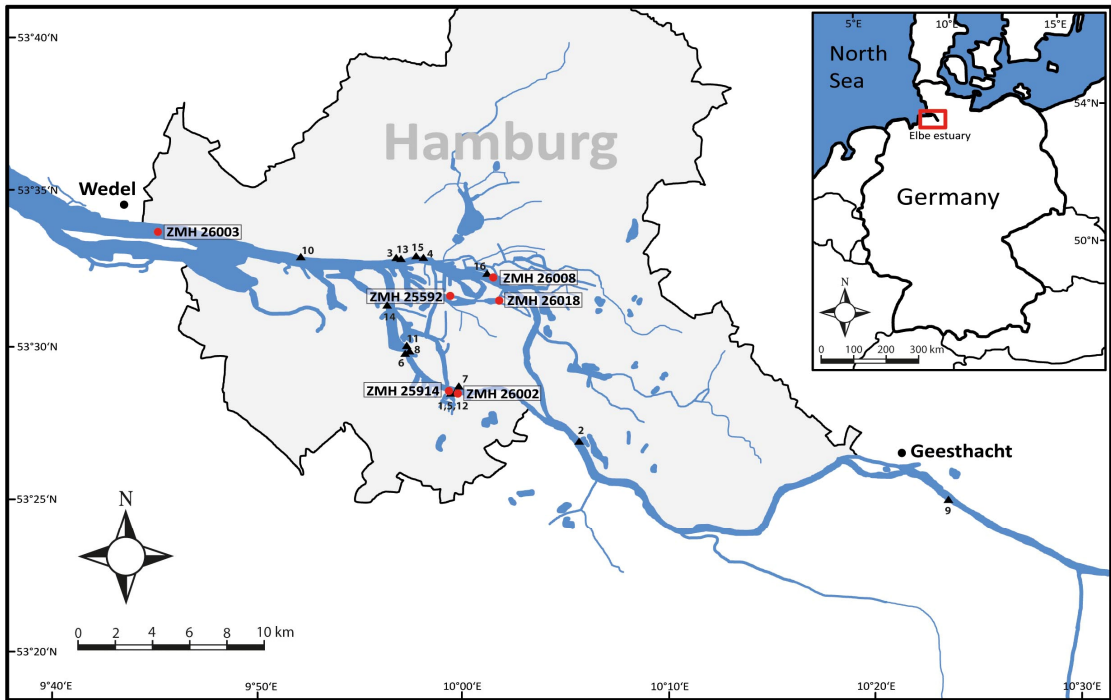 53°40'N
53°35'N
53°30'N
53°25'N
53°20'N
9°40'E
9°50'E
10°00'E
10°10'E
10°20'E
10°30'E
Hamburg
Wedel
ZMH 26003
10
3
13
15
4
16
ZMH 26008
ZMH 25592
ZMH 26018
14
11
8
6
7
ZMH 25914
ZMH 26002
1,5,12
2
Geesthacht
9
N
0 2 4 6 8 10 km
5°E
10°E
15°E
North
Sea
54°N
Elbe estuary
Germany
50°N
N
0 100 200 300 km